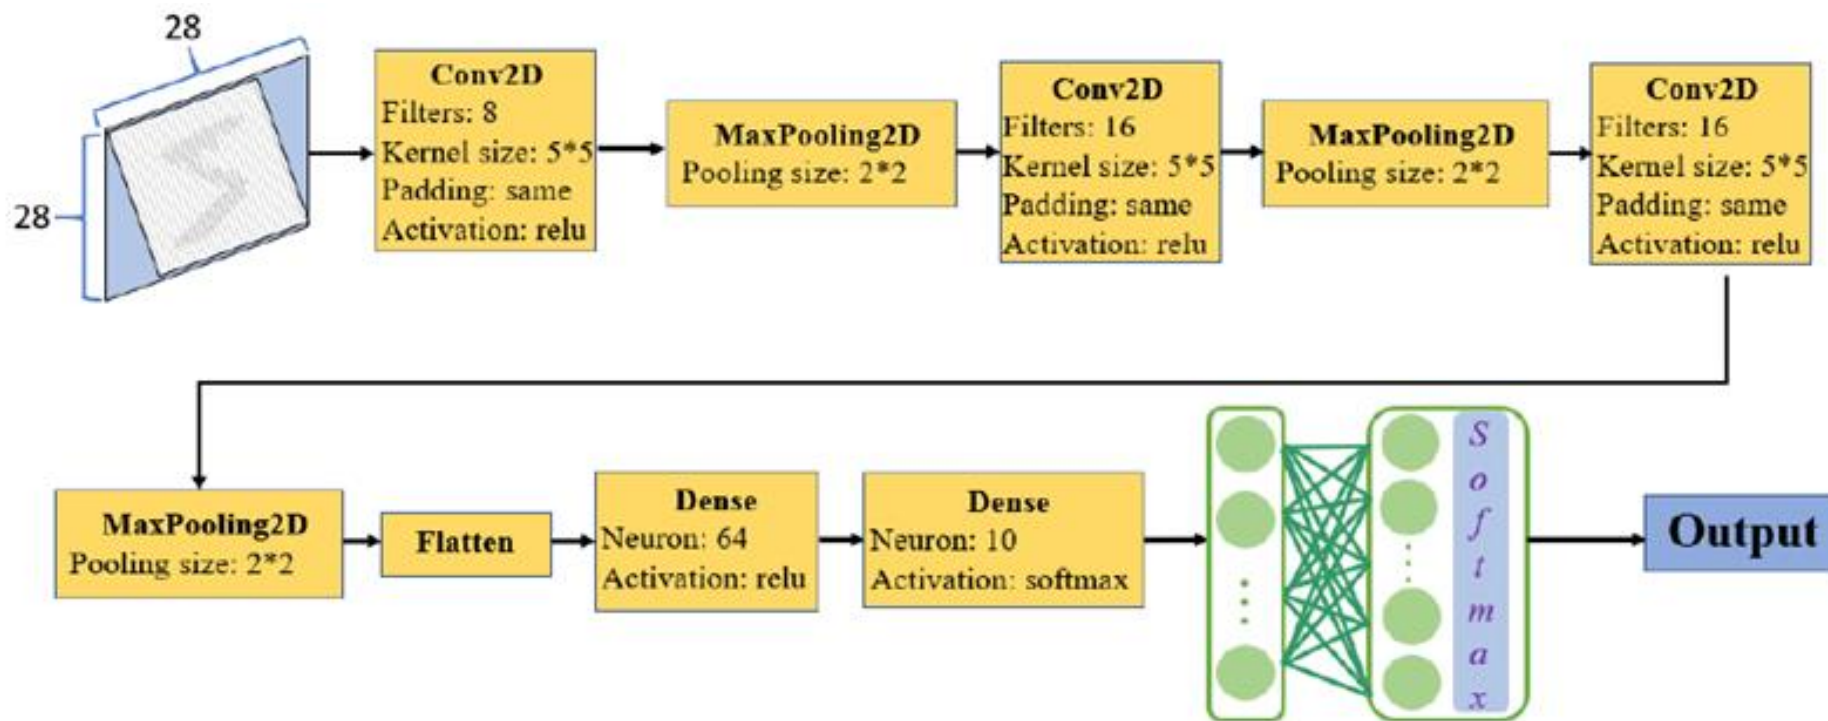 28
28
Conv2D
Filters: 8
Kernel size: 5*5
Padding: same
Activation: relu
MaxPooling2D
Pooling size: 2*2
Conv2D
Filters: 16
Kernel size: 5*5
Padding: same
Activation: relu
MaxPooling2D
Pooling size: 2*2
Conv2D
Filters: 16
Kernel size: 5*5
Padding: same
Activation: relu
MaxPooling2D
Pooling size: 2*2
Flatten
Dense
Neuron: 64
Activation: relu
Dense
Neuron: 10
Activation: softmax
Softmax
Output